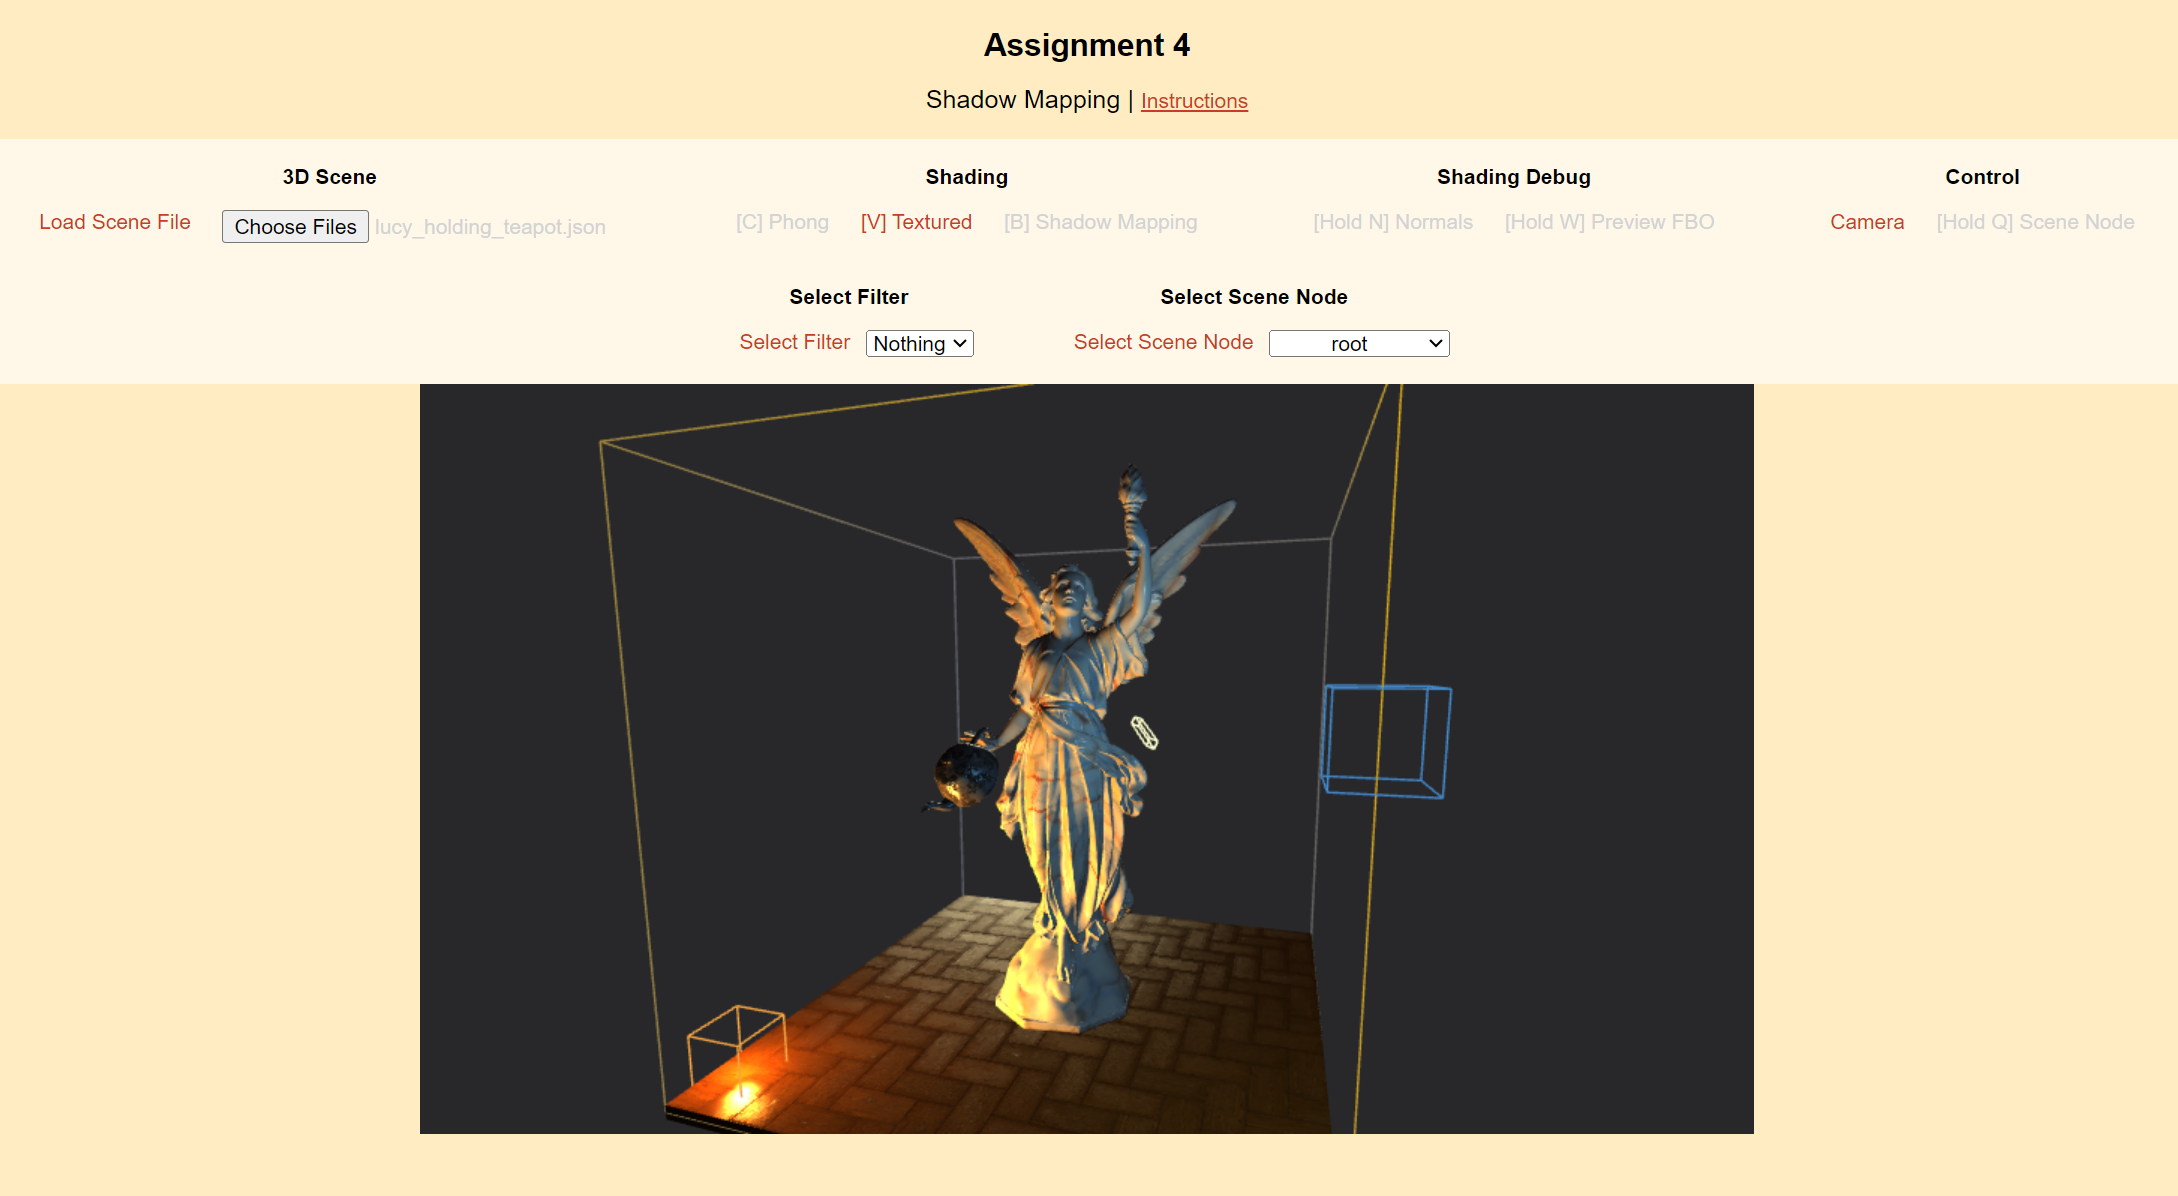 Assignment 4
Shadow Mapping | Instructions
3D Scene
Load Scene File Choose Files lucy_holding_teapot.json
Shading
[C] Phong [V] Textured [B] Shadow Mapping
Shading Debug
[Hold N] Normals [Hold W] Preview FBO
Control
Camera [Hold Q] Scene Node
Select Filter
Select Filter Nothing
Select Scene Node
Select Scene Node root